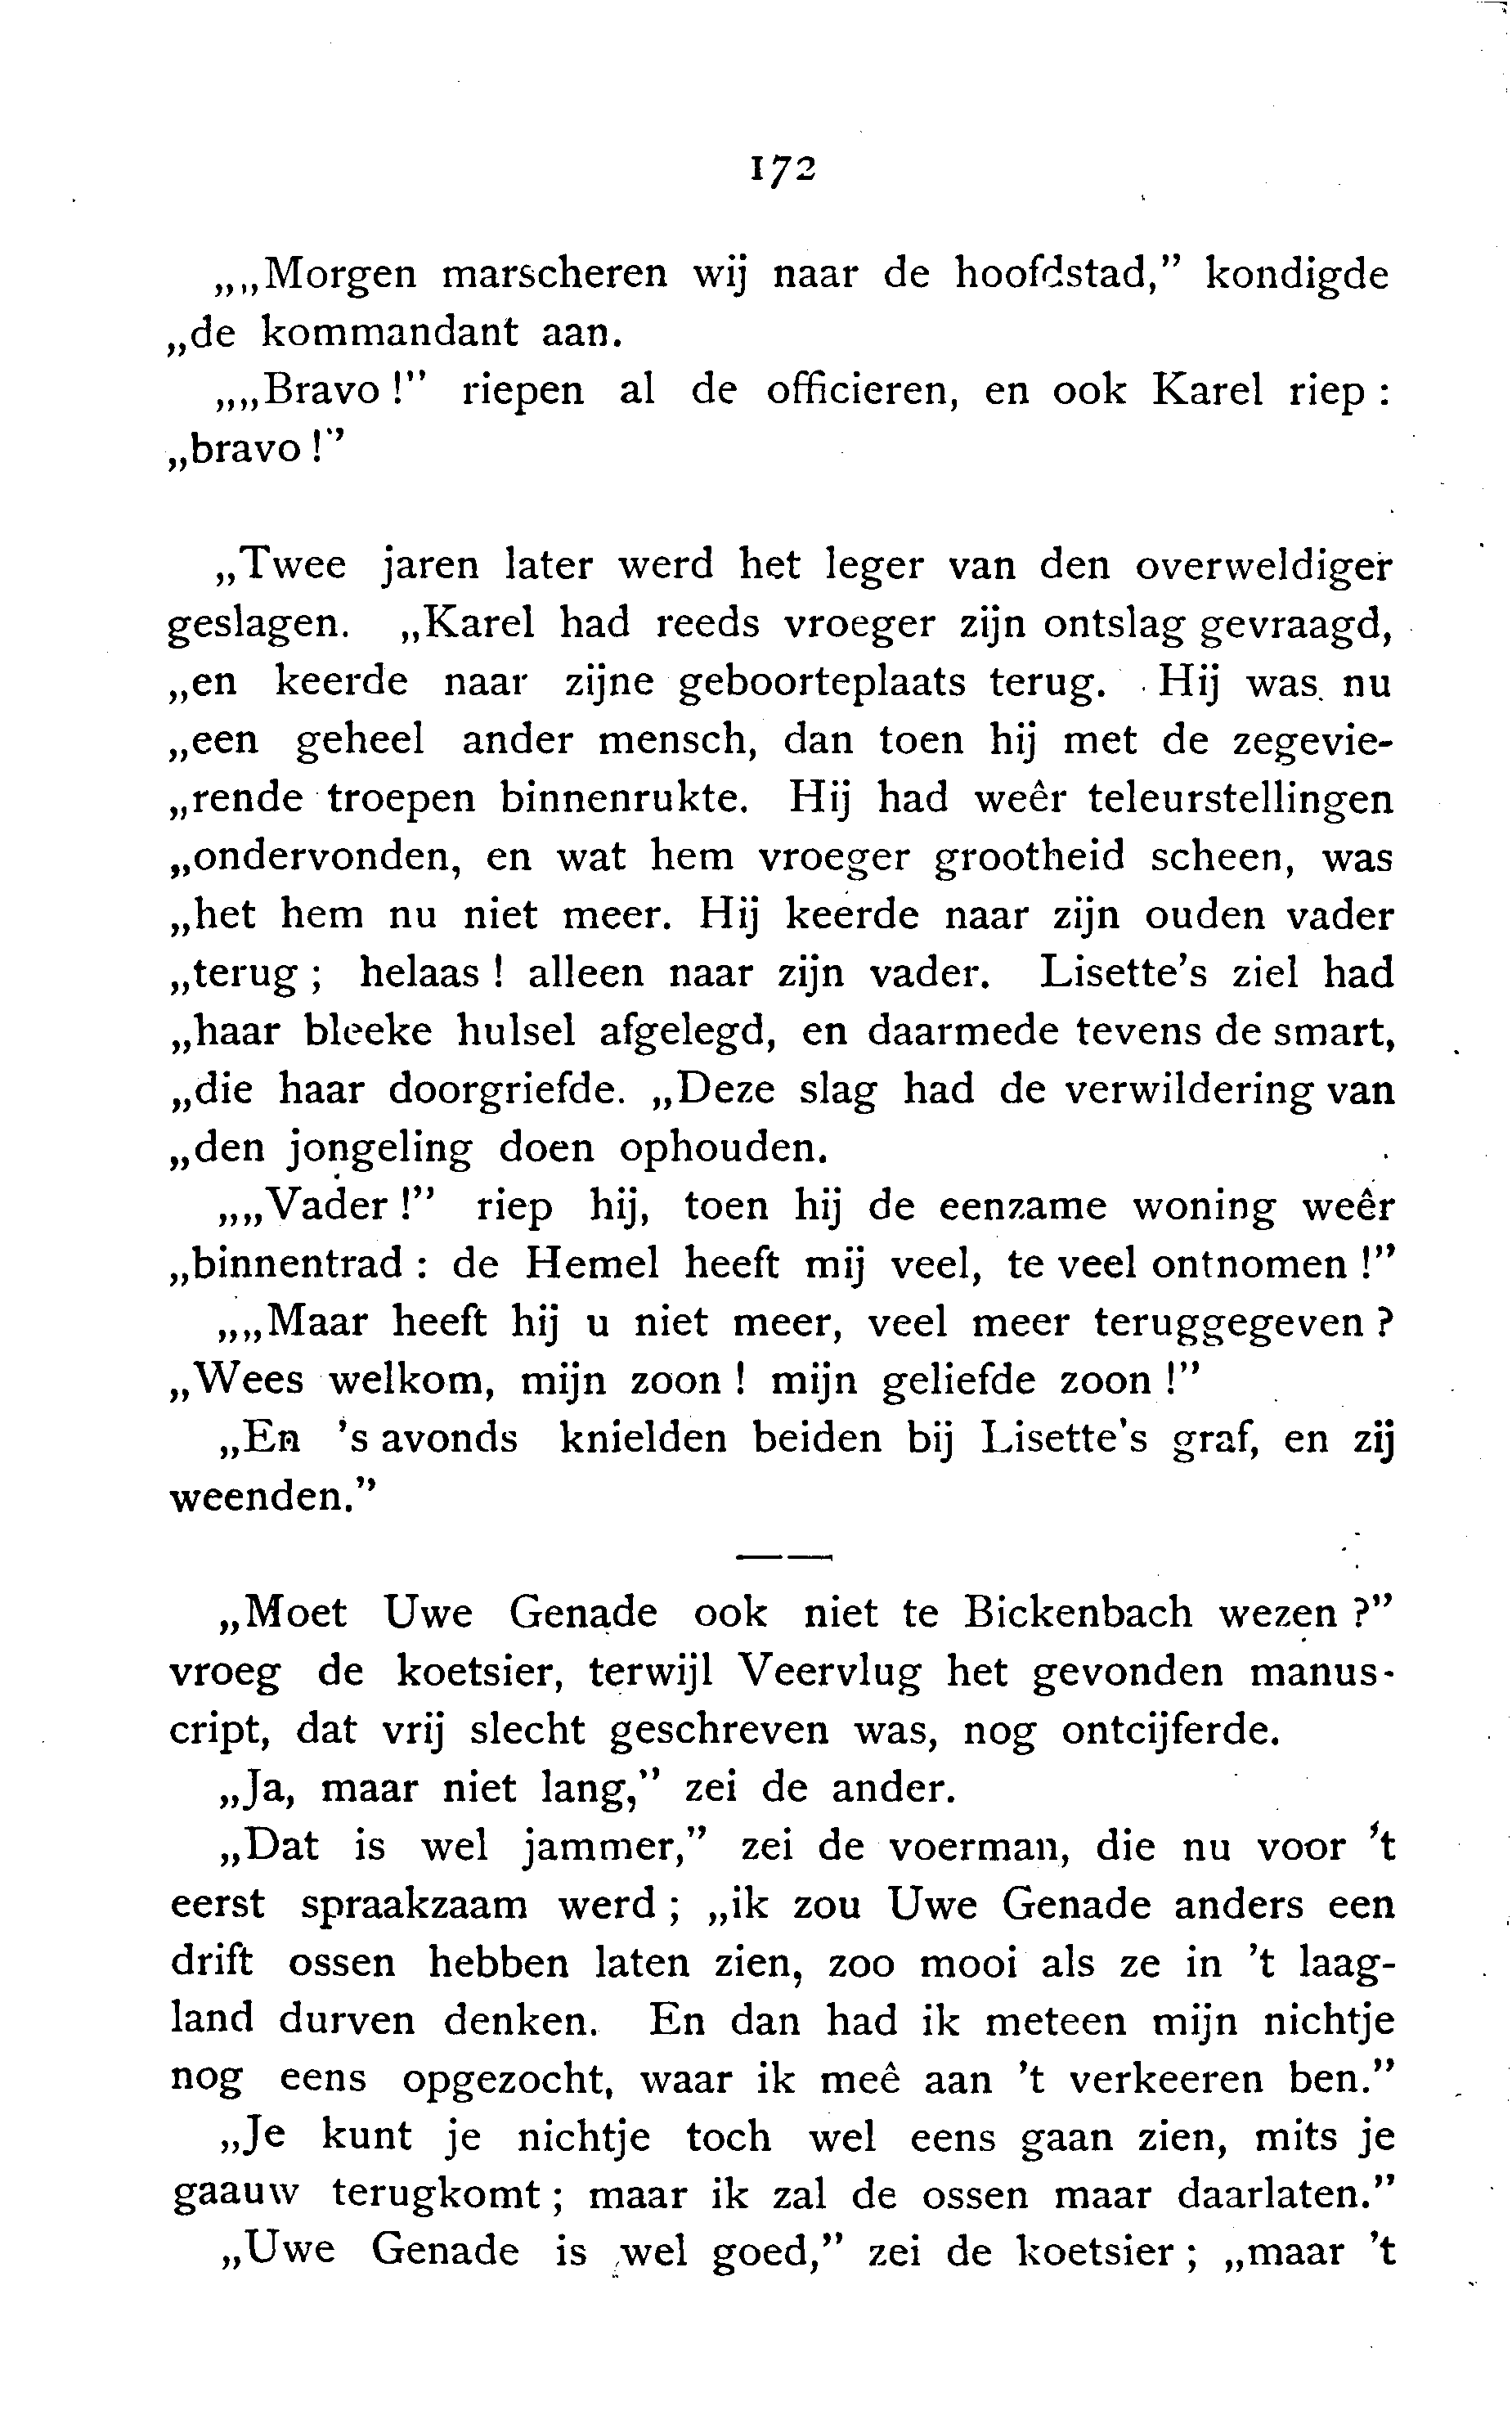 172
„„Morgen marscheren wij naar de hoofdstad,” kondigde
„de kommandant aan.
„„Bravo !” riepen al de officieren, en ook Karel riep :
„bravo !”
„Twee jaren later werd het leger van den overweldiger
geslagen. „Karel had reeds vroeger zijn ontslag gevraagd,
„en keerde naar zijne geboorteplaats terug. Hij was nu
„een geheel ander mensch, dan toen hij met de zegevie-
„rende troepen binnenrukte. Hij had weêr teleurstellingen
„ondervonden, en wat hem vroeger grootheid scheen, was
„het hem nu niet meer. Hij keerde naar zijn ouden vader
„terug ; helaas ! alleen naar zijn vader. Lisette’s ziel had
„haar bleeke hulsel afgelegd, en daarmede tevens de smart,
„die haar doorgriefde. „Deze slag had de verwildering van
„den jongeling doen ophouden.
„„Vader !” riep hij, toen hij de eenzame woning weêr
„binnentrad : de Hemel heeft mij veel, te veel ontnomen !”
„„Maar heeft hij u niet meer, veel meer teruggegeven ?
„Wees welkom, mijn zoon ! mijn geliefde zoon !”
„En ’s avonds knielden beiden bij Lisette’s graf, en zij
weenden.”
„Moet Uwe Genade ook niet te Bickenbach wezen ?”
vroeg de koetsier, terwijl Veervlug het gevonden manus-
cript, dat vrij slecht geschreven was, nog ontcijferde.
„Ja, maar niet lang,” zei de ander.
„Dat is wel jammer,” zei de voerman, die nu voor ’t
eerst spraakzaam werd ; „ik zou Uwe Genade anders een
drift ossen hebben laten zien, zoo mooi als ze in ’t laag-
land durven denken. En dan had ik meteen mijn nichtje
nog eens opgezocht, waar ik meê aan ’t verkeeren ben.”
„Je kunt je nichtje toch wel eens gaan zien, mits je
gaauw terugkomt ; maar ik zal de ossen maar daarlaten.”
„Uwe Genade is wel goed,” zei de koetsier ; „maar ’t